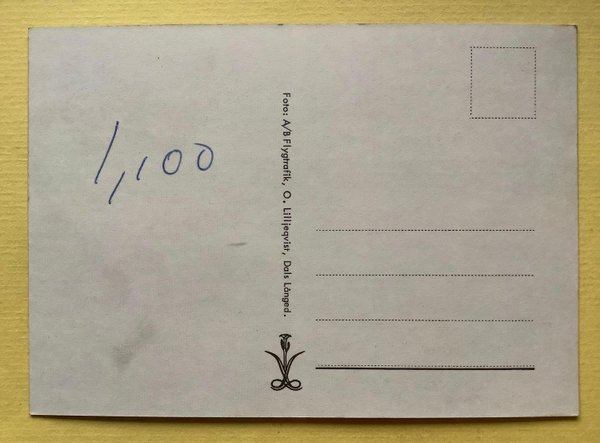 1,100
Foto: A/B Flygtrafik, O. Lilljeqvist, Dals Långed.